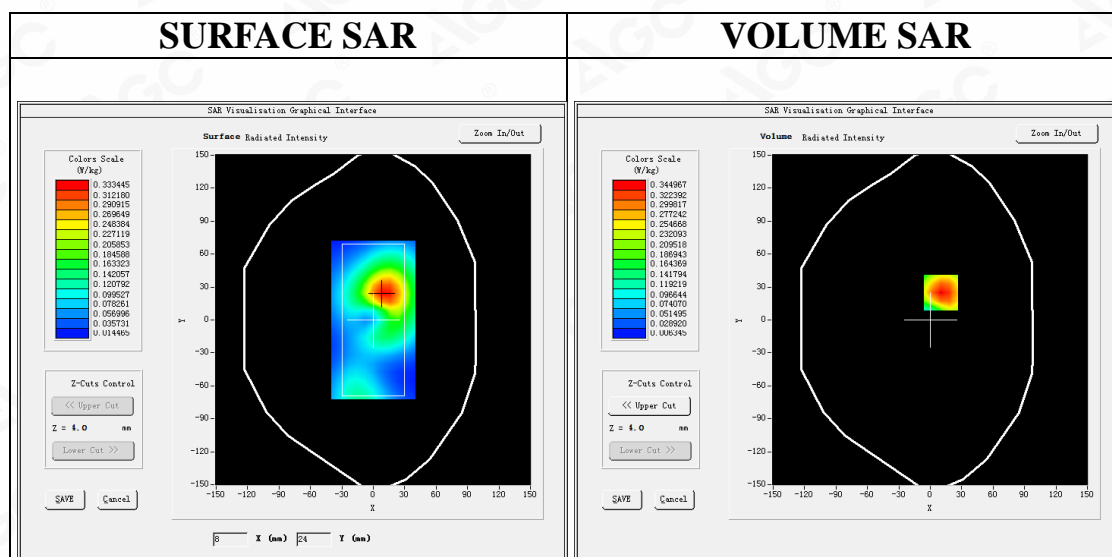 SURFACE SAR
VOLUME SAR
SAR Visualisation Graphical Interface
Surface Radiated Intensity
Zoom In/Out
Colors Scale
(W/kg)
0.333445
0.312180
0.290915
0.269649
0.248384
0.227119
0.205853
0.184588
0.163323
0.142057
0.120792
0.099527
0.078261
0.056996
0.035731
0.014465
150
120
90
60
30
0
-30
-60
-90
-120
-150
Y
-150 -120 -90 -60 -30 0 30 60 90 120 150
X
Z-Cuts Control
<< Upper Cut
Z = 4.0 mm
Lower Cut >>
SAVE
Cancel
8 X (mm) 24 Y (mm)
SAR Visualisation Graphical Interface
Volume Radiated Intensity
Zoom In/Out
Colors Scale
(W/kg)
0.344967
0.322392
0.299817
0.277242
0.254668
0.232093
0.209518
0.186943
0.164369
0.141794
0.119219
0.096644
0.074070
0.051495
0.028920
0.006345
150
120
90
60
30
0
-30
-60
-90
-120
-150
Y
-150 -120 -90 -60 -30 0 30 60 90 120 150
X
Z-Cuts Control
<< Upper Cut
Z = 4.0 mm
Lower Cut >>
SAVE
Cancel